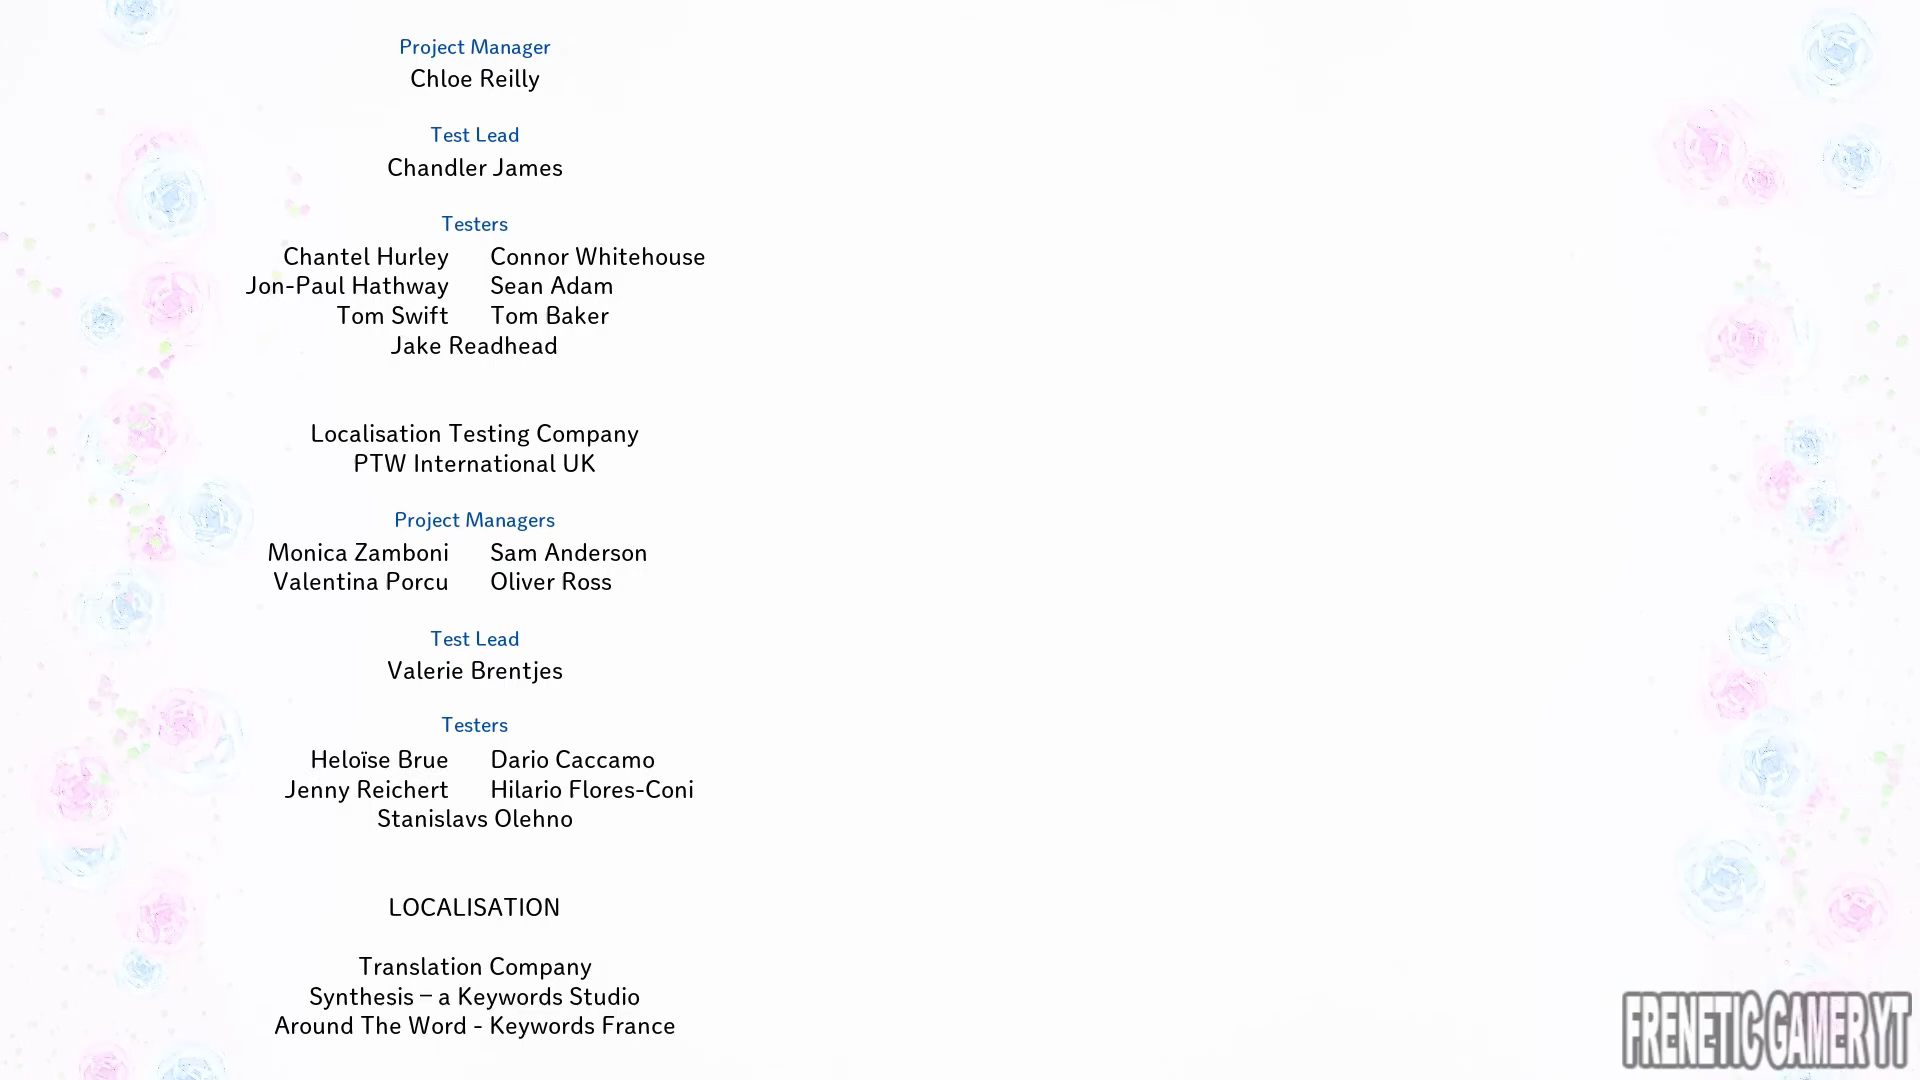 Project Manager
Chloe Reilly
Test Lead
Chandler James
Testers
Chantel Hurley Connor Whitehouse
Jon-Paul Hathway Sean Adam
Tom Swift Tom Baker
Jake Readhead
Localisation Testing Company
PTW International UK
Project Managers
Monica Zamboni Sam Anderson
Valentina Porcu Oliver Ross
Test Lead
Valerie Brentjes
Testers
Heloïse Brue Dario Caccamo
Jenny Reichert Hilario Flores-Coni
Stanislavs Olehno
LOCALISATION
Translation Company
Synthesis – a Keywords Studio
Around The Word - Keywords France
FRENETIC GAMER YT